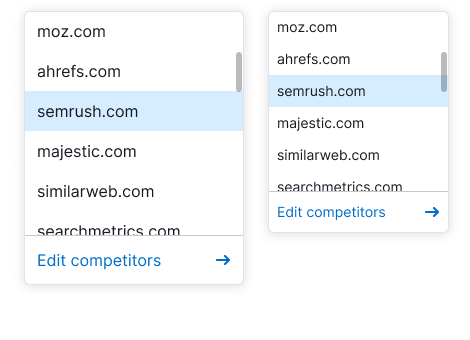 moz.com
ahrefs.com
semrush.com
majestic.com
similarweb.com
searchmetrics.com
Edit competitors
moz.com
ahrefs.com
semrush.com
majestic.com
similarweb.com
searchmetrics.com
Edit competitors